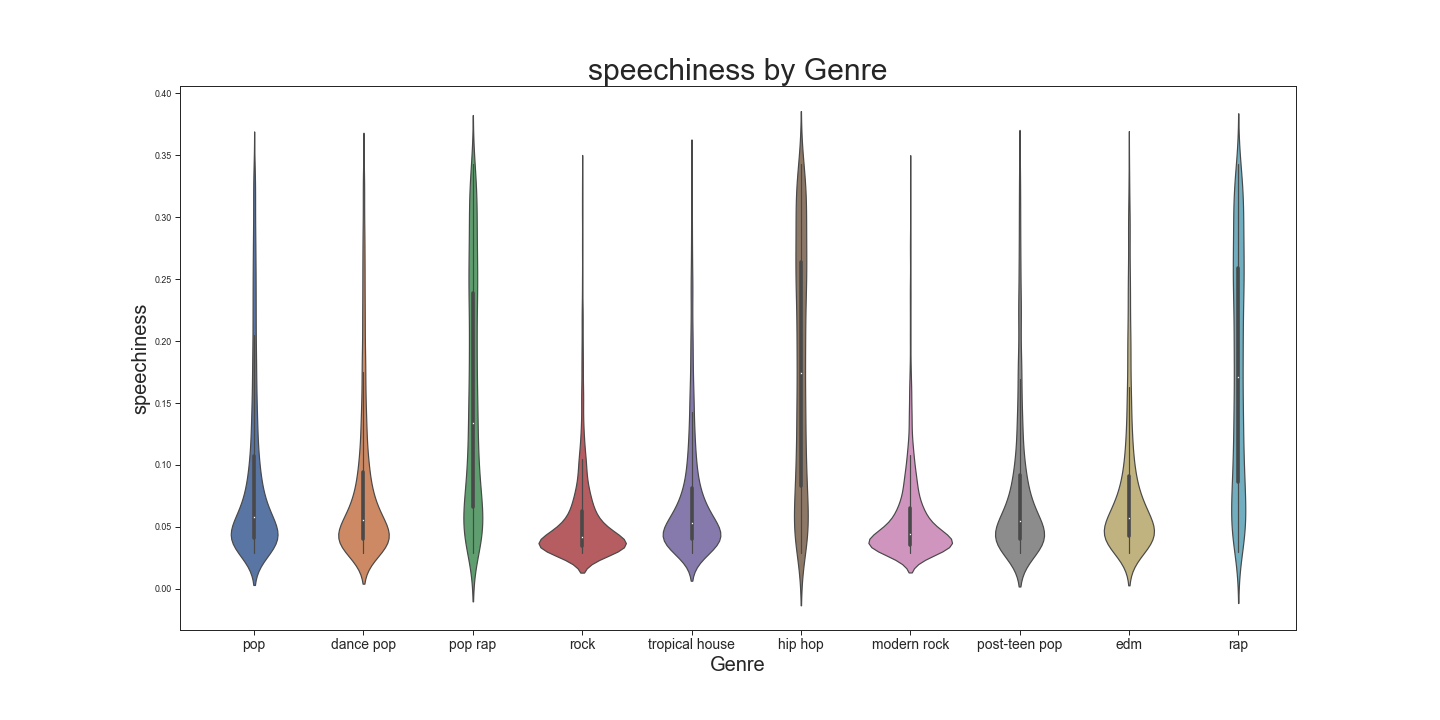 speechiness by Genre
0.40
0.35
0.30
0.25
0.20
0.15
0.10
0.05
0.00
speechiness
pop dance pop pop rap rock tropical house hip hop modern rock post-teen pop edm rap
Genre